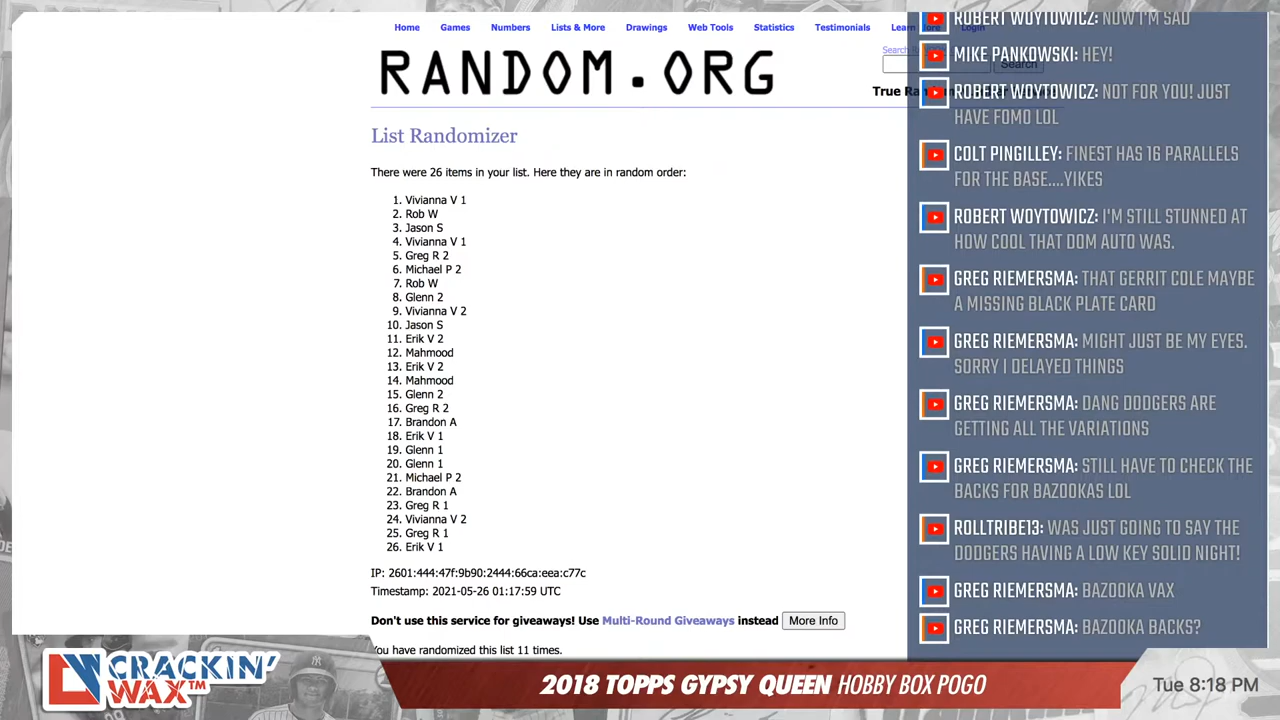 Home Games Numbers Lists & More Drawings Web Tools Statistics Testimonials Learn More Login
RANDOM.ORG
Search
True
List Randomizer
There were 26 items in your list. Here they are in random order:
1. Vivianna V 1
2. Rob W
3. Jason S
4. Vivianna V 1
5. Greg R 2
6. Michael P 2
7. Rob W
8. Glenn 2
9. Vivianna V 2
10. Jason S
11. Erik V 2
12. Mahmood
13. Erik V 2
14. Mahmood
15. Glenn 2
16. Greg R 2
17. Brandon A
18. Erik V 1
19. Glenn 1
20. Glenn 1
21. Michael P 2
22. Brandon A
23. Greg R 1
24. Vivianna V 2
25. Greg R 1
26. Erik V 1
IP: 2601:444:47f:9b90:2444:66ca:eea:c77c
Timestamp: 2021-05-26 01:17:59 UTC
Don't use this service for giveaways! Use Multi-Round Giveaways instead More Info
You have randomized this list 11 times.
ROBERT WOYTOWICZ: NOW I'M SAD
MIKE PANKOWSKI: HEY!
ROBERT WOYTOWICZ: NOT FOR YOU! JUST
HAVE FOMO LOL
COLT PINGILLEY: FINEST HAS 16 PARALLELS
FOR THE BASE....YIKES
ROBERT WOYTOWICZ: I'M STILL STUNNED AT
HOW COOL THAT DOM AUTO WAS.
GREG RIEMERSMA: THAT GERRIT COLE MAYBE
A MISSING BLACK PLATE CARD
GREG RIEMERSMA: MIGHT JUST BE MY EYES.
SORRY I DELAYED THINGS
GREG RIEMERSMA: DANG DODGERS ARE
GETTING ALL THE VARIATIONS
GREG RIEMERSMA: STILL HAVE TO CHECK THE
BACKS FOR BAZOOKAS LOL
ROLLTRIBE13: WAS JUST GOING TO SAY THE
DODGERS HAVING A LOW KEY SOLID NIGHT!
GREG RIEMERSMA: BAZOOKA VAX
GREG RIEMERSMA: BAZOOKA BACKS?
CRACKIN'
WAX™
2018 TOPPS GYPSY QUEEN HOBBY BOX POGO
Tue 8:18 PM